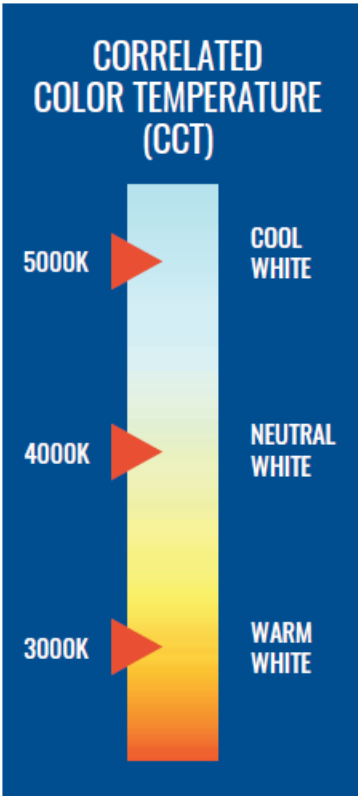 CORRELATED
COLOR TEMPERATURE
(CCT)
5000K
COOL
WHITE
4000K
NEUTRAL
WHITE
3000K
WARM
WHITE